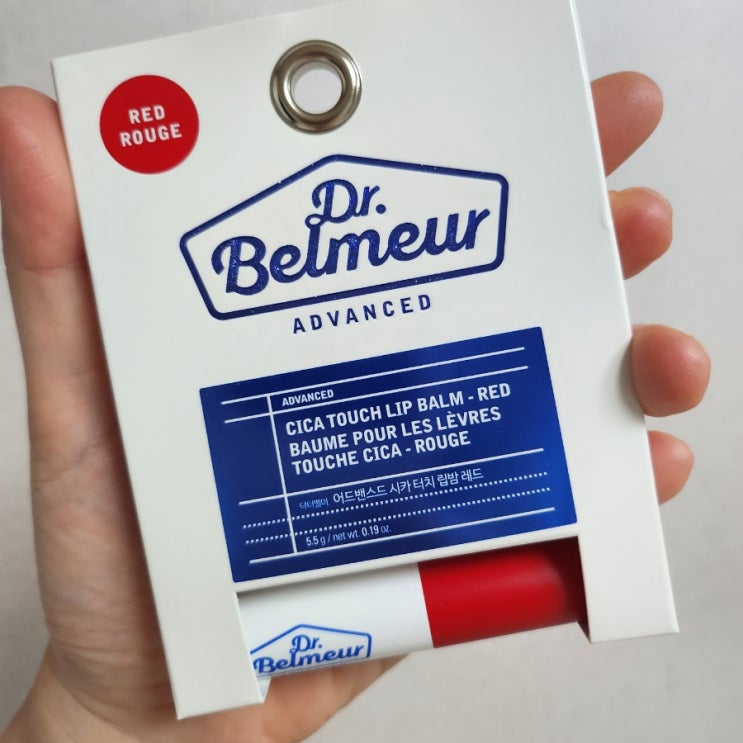 RED
ROUGE
Dr.
Belmeur
ADVANCED
ADVANCED
CICA TOUCH LIP BALM - RED
BAUME POUR LES LÈVRES
TOUCHE CICA - ROUGE
닥터벨머 어드밴스드 시카 터치 립밤 레드
5.5 g / net wt. 0.19 oz.
Dr.
Belmeur